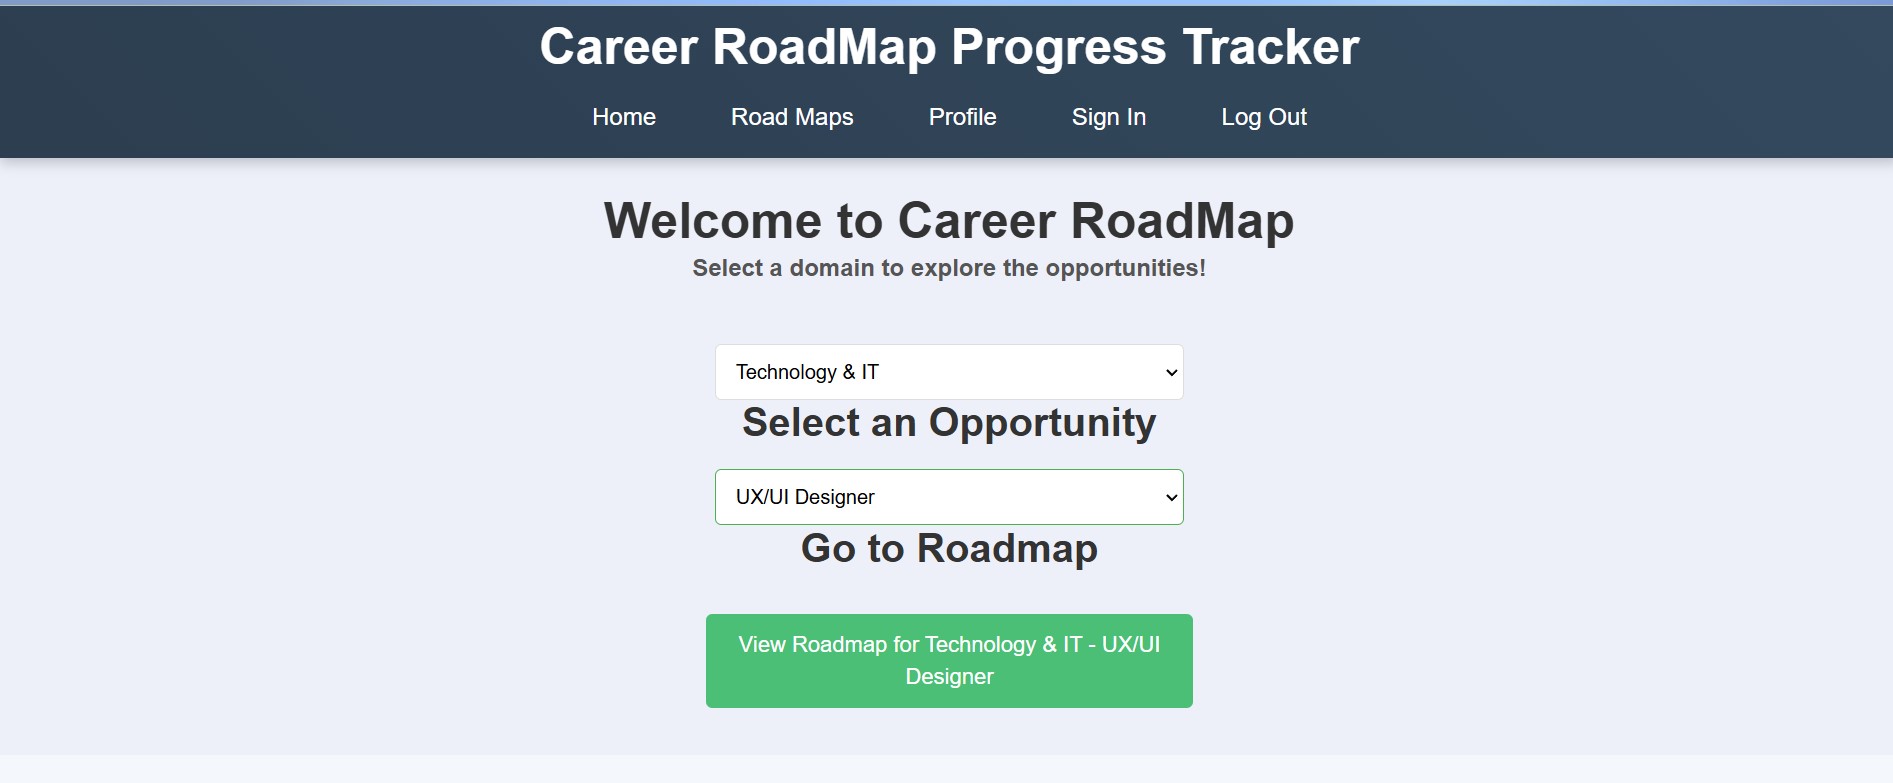 Career RoadMap Progress Tracker
Home Road Maps Profile Sign In Log Out
Welcome to Career RoadMap
Select a domain to explore the opportunities!
Technology & IT
Select an Opportunity
UX/UI Designer
Go to Roadmap
View Roadmap for Technology & IT - UX/UI
Designer